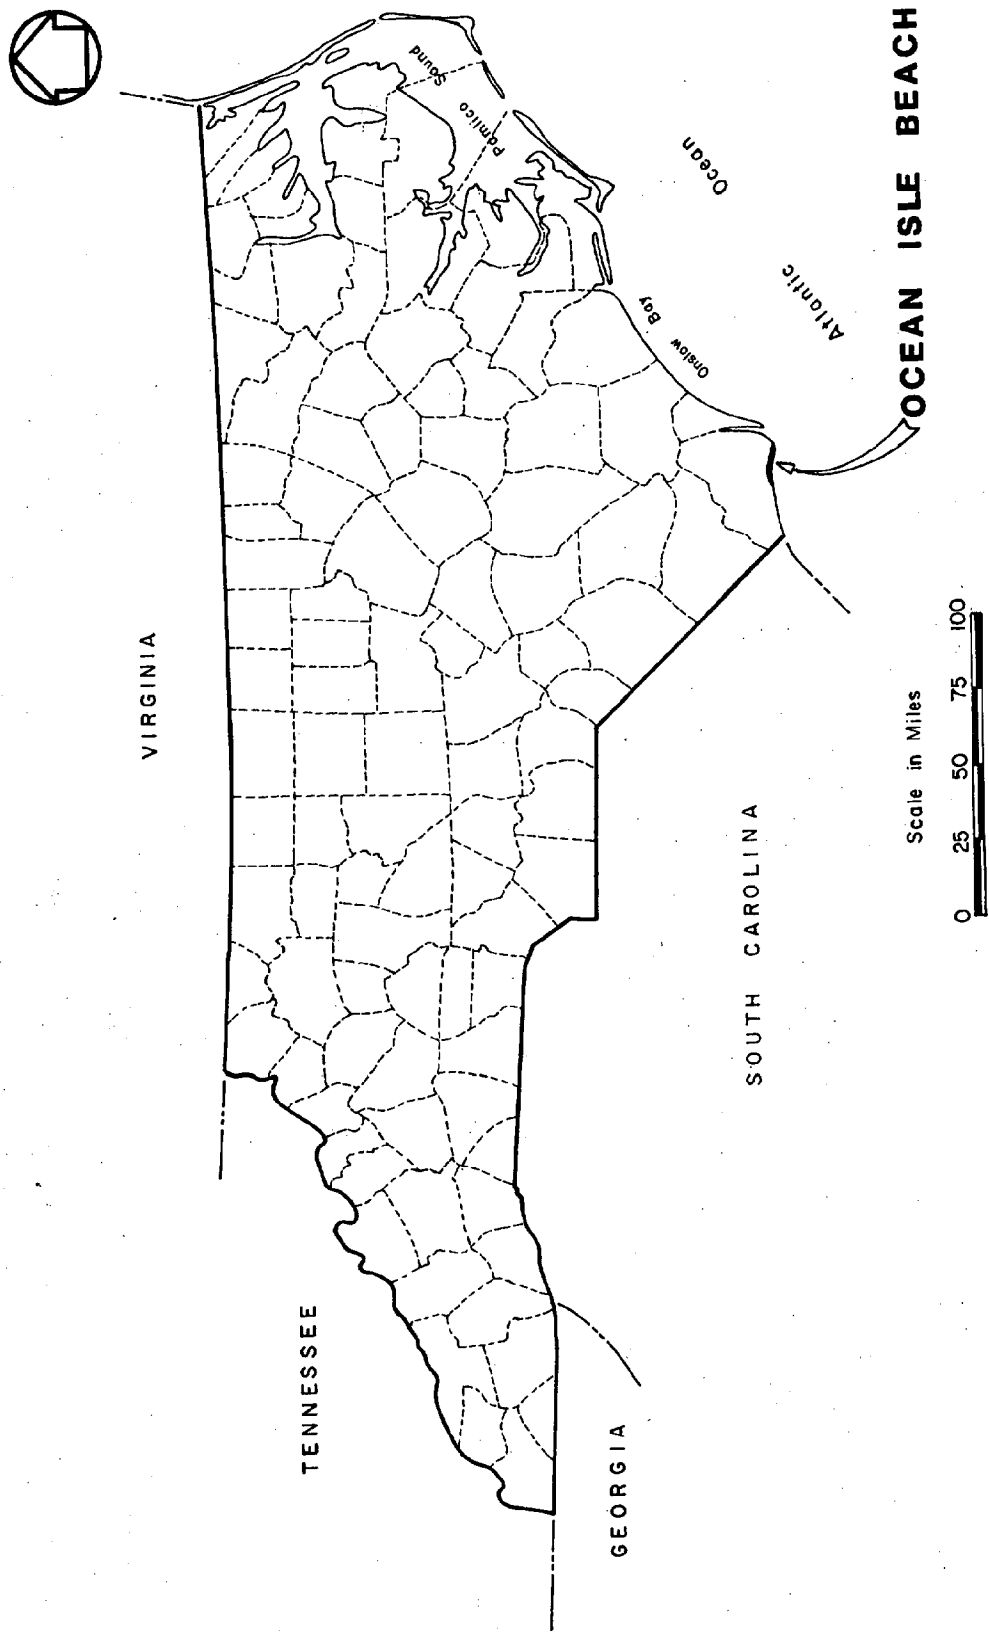 VIRGINIA
TENNESSEE
GEORGIA
SOUTH CAROLINA
Pamlico
Sound
Onslow Bay
Atlantic
Ocean
OCEAN ISLE BEACH
Scale in Miles
0 25 50 75 100